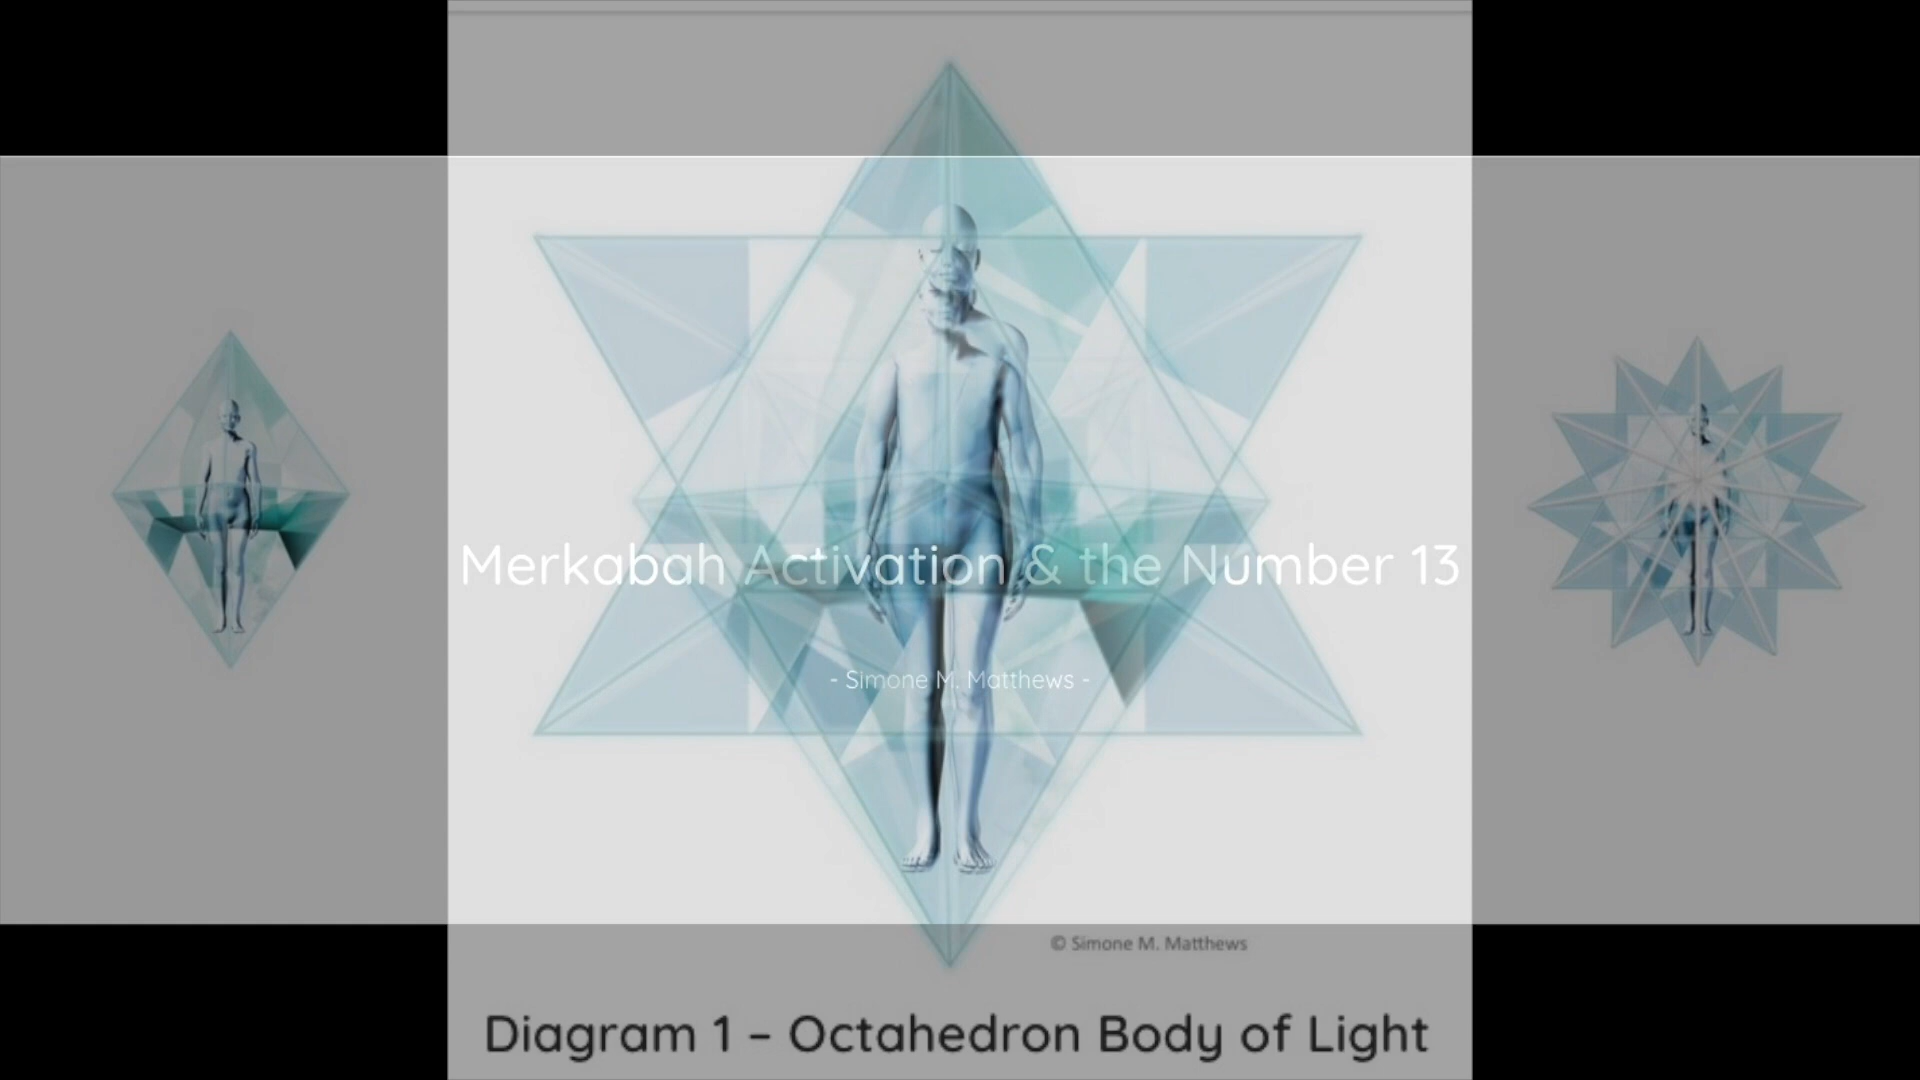 Merkabah Activation & the Number 13
- Simone M. Matthews -
© Simone M. Matthews
Diagram 1 – Octahedron Body of Light